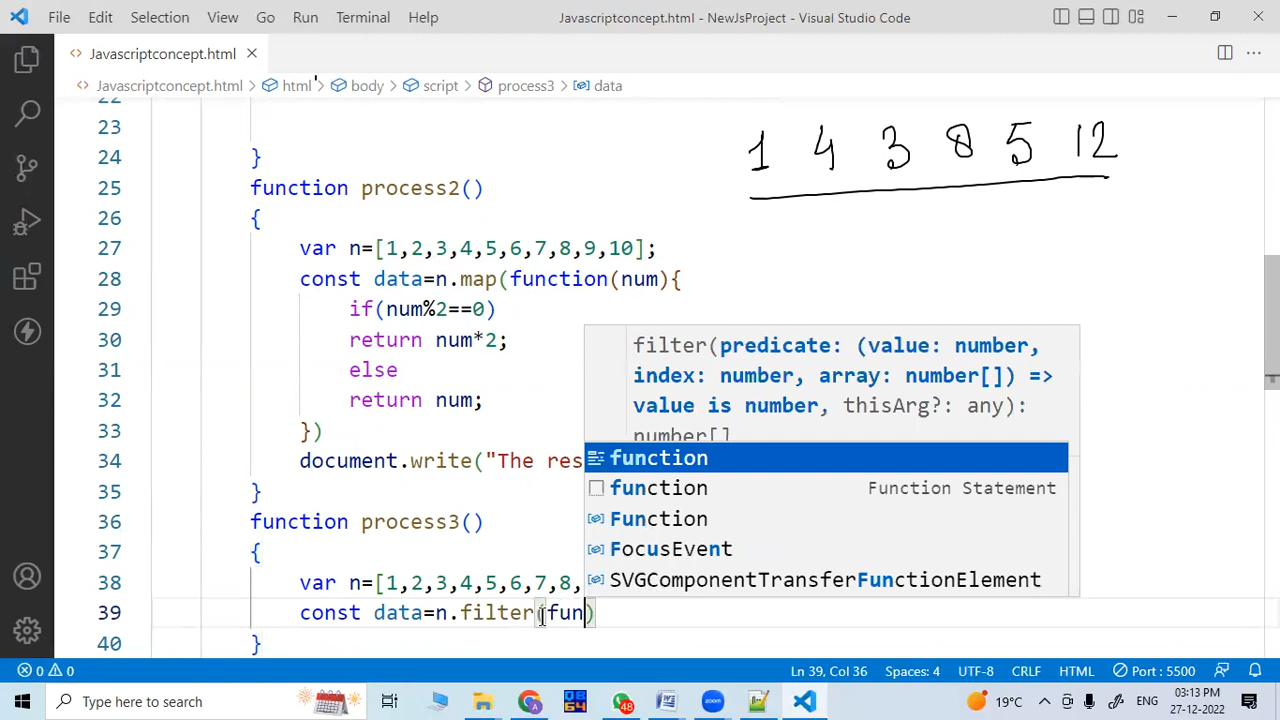 File Edit Selection View Go Run Terminal Help Javascriptconcept.html - NewJsProject - Visual Studio Code
Javascriptconcept.html
Javascriptconcept.html > html > body > script > process3 > data
22
23
24 }
25 function process2()
26 {
27 var n=[1,2,3,4,5,6,7,8,9,10];
28 const data=n.map(function(num){
29 if(num%2==0)
30 return num*2;
31 else
32 return num;
33 })
34 document.write("The res
35 }
36 function process3()
37 {
38 var n=[1,2,3,4,5,6,7,8,
39 const data=n.filter(fun)
40 }
1 4 3 8 5 12
filter(predicate: (value: number,
index: number, array: number[]) =>
value is number, thisArg?: any):
number[]
function
function Function Statement
Function
FocusEvent
SVGComponentTransferFunctionElement
0 0 Ln 39, Col 36 Spaces: 4 UTF-8 CRLF HTML Port : 5500
Type here to search 48 19°C ENG 03:13 PM
27-12-2022